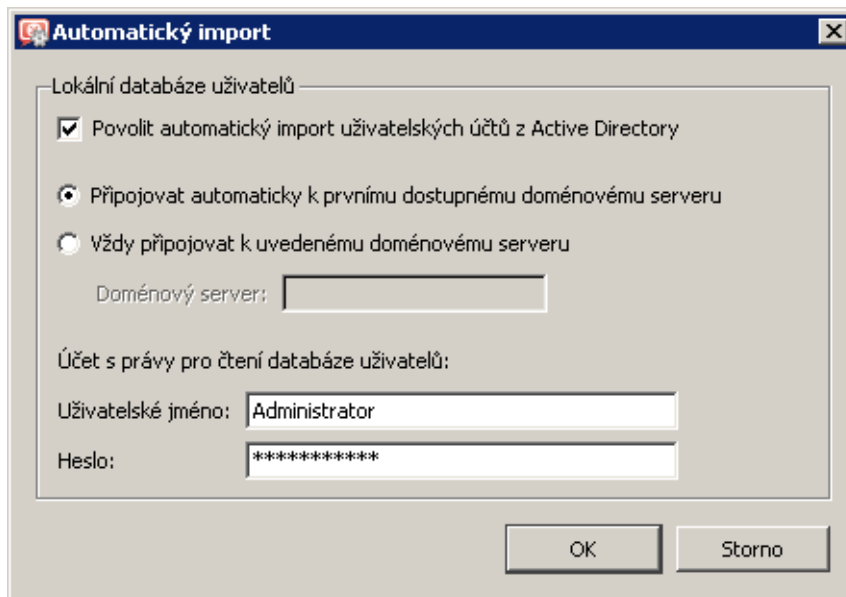 Automatický import
Lokální databáze uživatelů
Povolit automatický import uživatelských účtů z Active Directory
Připojovat automaticky k prvnímu dostupnému doménovému serveru
Vždy připojovat k uvedenému doménovému serveru
Doménový server:
Účet s právy pro čtení databáze uživatelů:
Uživatelské jméno: Administrator
Heslo: ***********
OK Storno